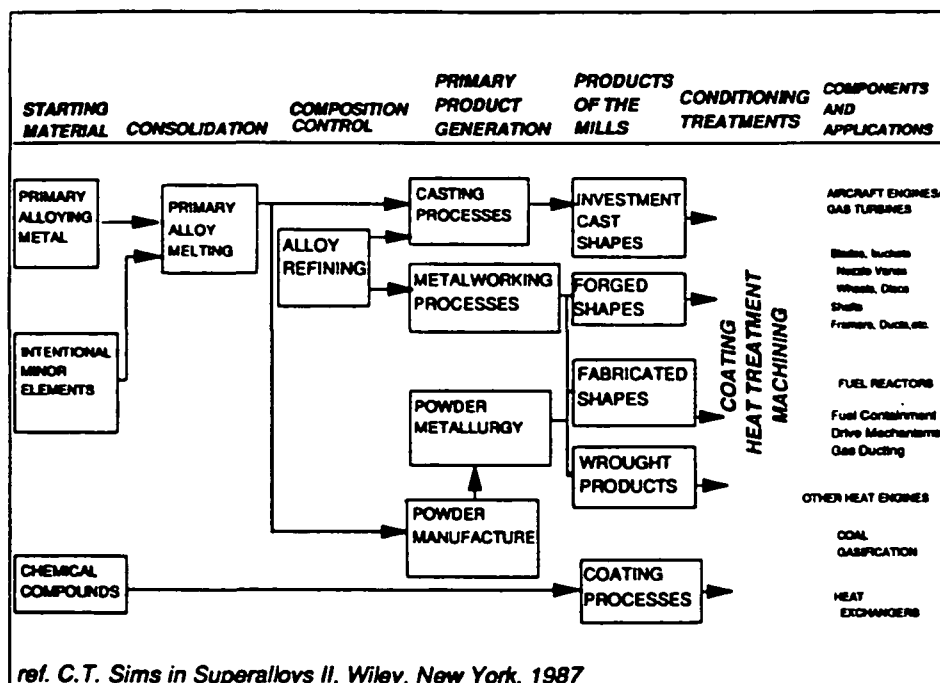 STARTING
MATERIAL
CONSOLIDATION
COMPOSITION
CONTROL
PRIMARY
PRODUCT
GENERATION
PRODUCTS
OF THE
MILLS
CONDITIONING
TREATMENTS
COMPONENTS
AND
APPLICATIONS
PRIMARY
ALLOYING
METAL
INTENTIONAL
MINOR
ELEMENTS
CHEMICAL
COMPOUNDS
PRIMARY
ALLOY
MELTING
ALLOY
REFINING
CASTING
PROCESSES
METALWORKING
PROCESSES
POWDER
METALLURGY
POWDER
MANUFACTURE
INVESTMENT
CAST
SHAPES
FORGED
SHAPES
FABRICATED
SHAPES
WROUGHT
PRODUCTS
COATING
PROCESSES
COATING
HEAT TREATMENT
MACHINING
AIRCRAFT ENGINES/
GAS TURBINES
Blades, buckets
Nozzle Vanes
Wheels, Discs
Shafts
Framers, Ducts,etc.
FUEL REACTORS
Fuel Containment
Drive Mechanisms
Gas Ducting
OTHER HEAT ENGINES
COAL
GASIFICATION
HEAT
EXCHANGERS
ref. C.T. Sims in Superalloys II, Wiley, New York, 1987